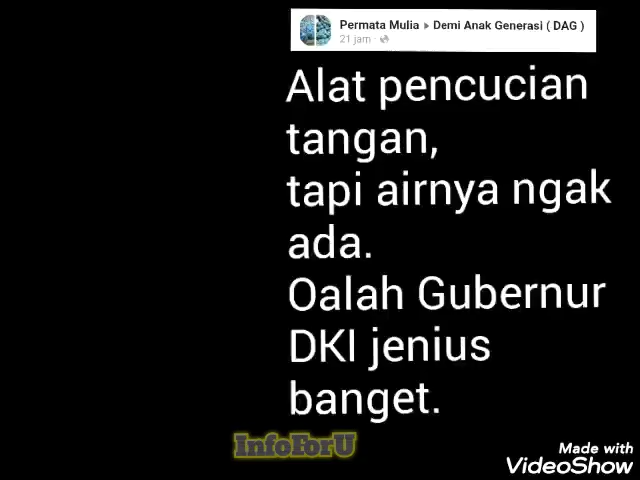 Permata Mulia ▸ Demi Anak Generasi ( DAG )
21 jam ·
Alat pencucian
tangan,
tapi airnya ngak
ada.
Oalah Gubernur
DKI jenius
banget.
InfoForU
Made with
VideoShow